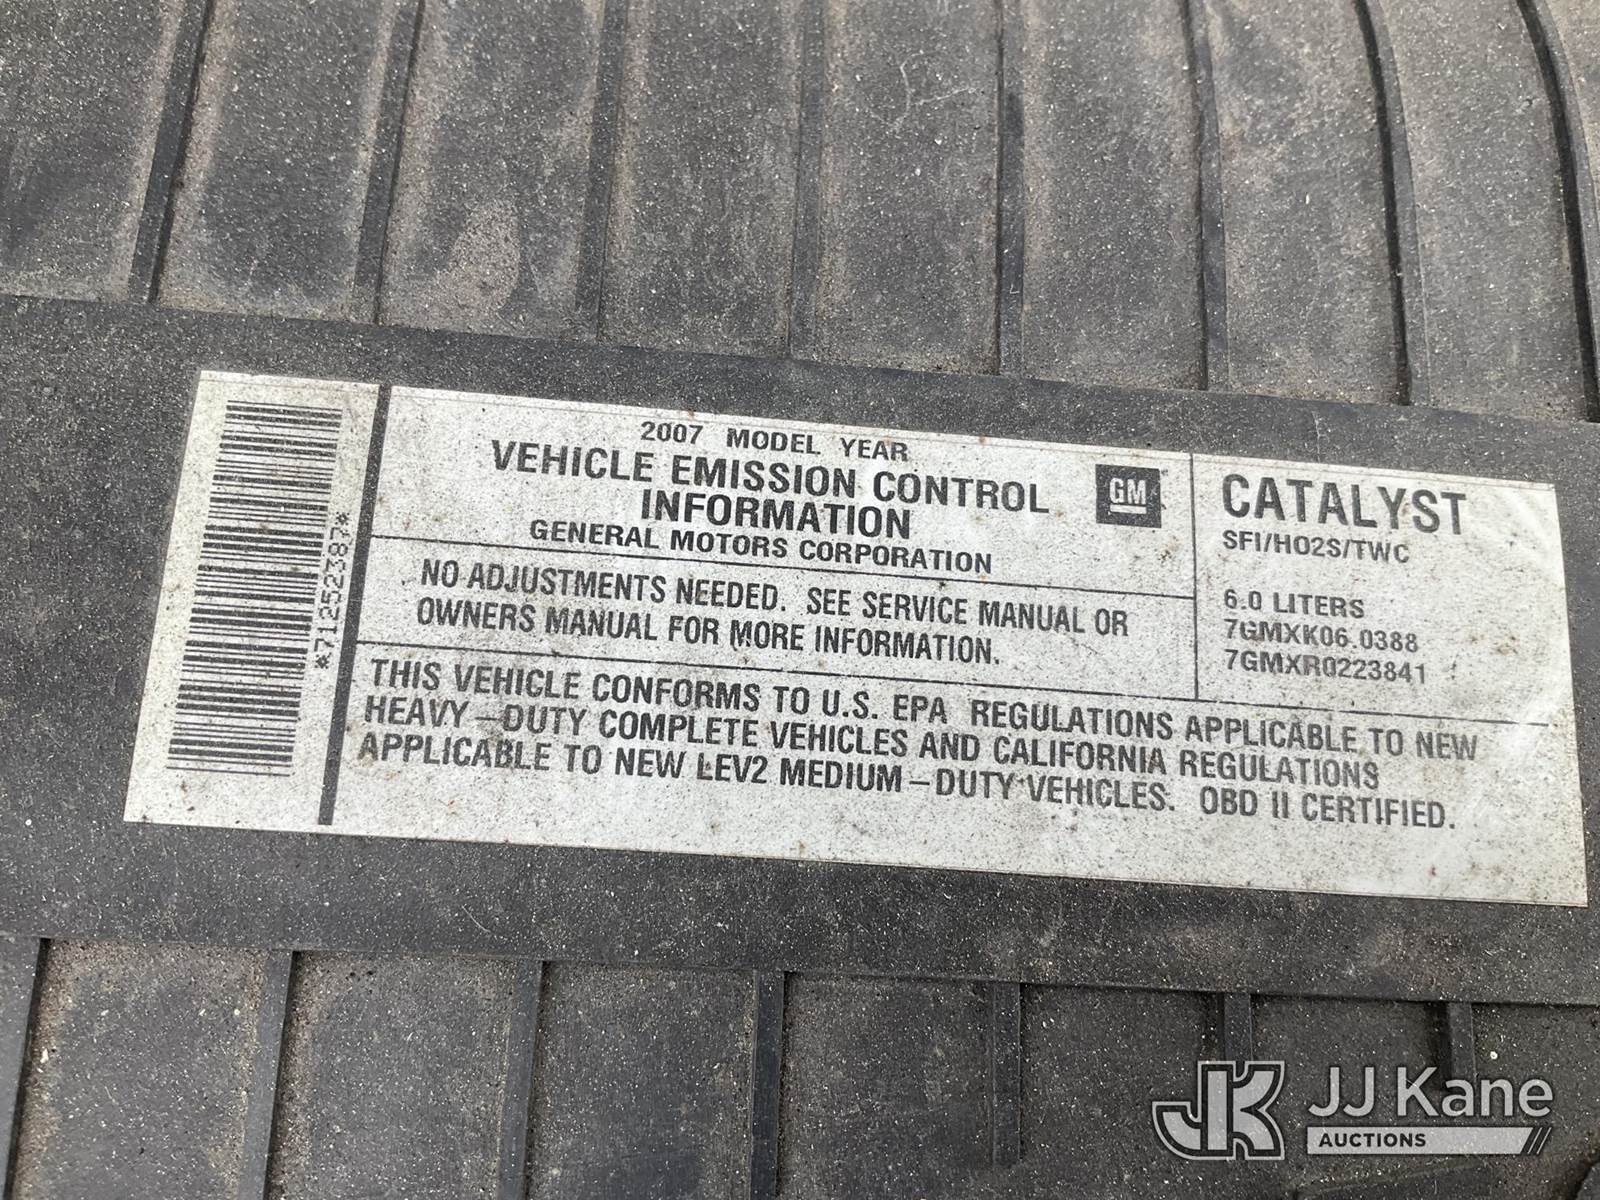 *71252387*
2007 MODEL YEAR
VEHICLE EMISSION CONTROL
INFORMATION
GENERAL MOTORS CORPORATION
GM
NO ADJUSTMENTS NEEDED. SEE SERVICE MANUAL OR
OWNERS MANUAL FOR MORE INFORMATION.
CATALYST
SFI/HO2S/TWC
6.0 LITERS
7GMXK06.0388
7GMXR0223841
THIS VEHICLE CONFORMS TO U.S. EPA REGULATIONS APPLICABLE TO NEW
HEAVY-DUTY COMPLETE VEHICLES AND CALIFORNIA REGULATIONS
APPLICABLE TO NEW LEV2 MEDIUM-DUTY VEHICLES. OBD II CERTIFIED.
JK JJ Kane
AUCTIONS